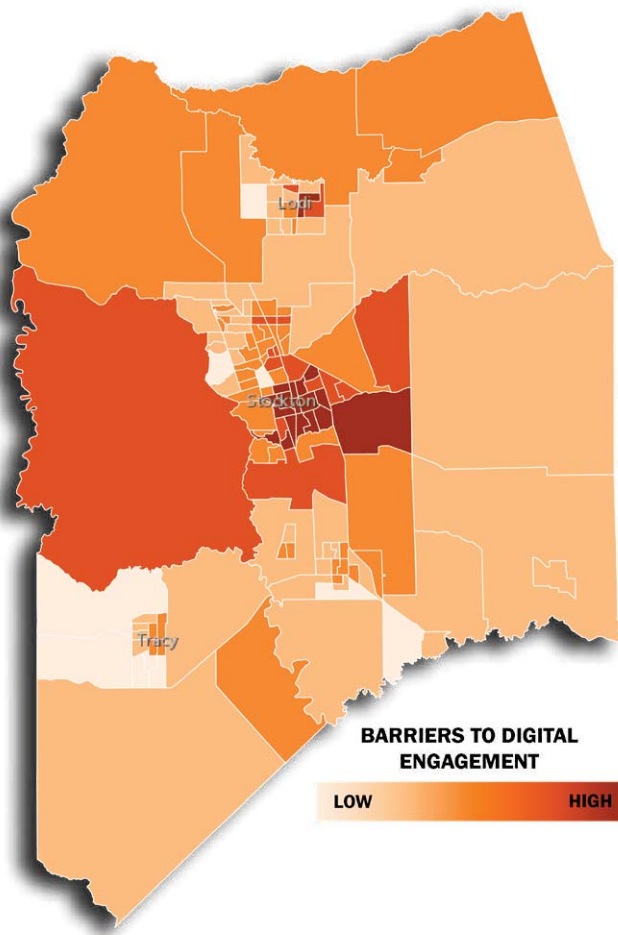 Lodi
Stockton
Tracy
BARRIERS TO DIGITAL
ENGAGEMENT
LOW HIGH